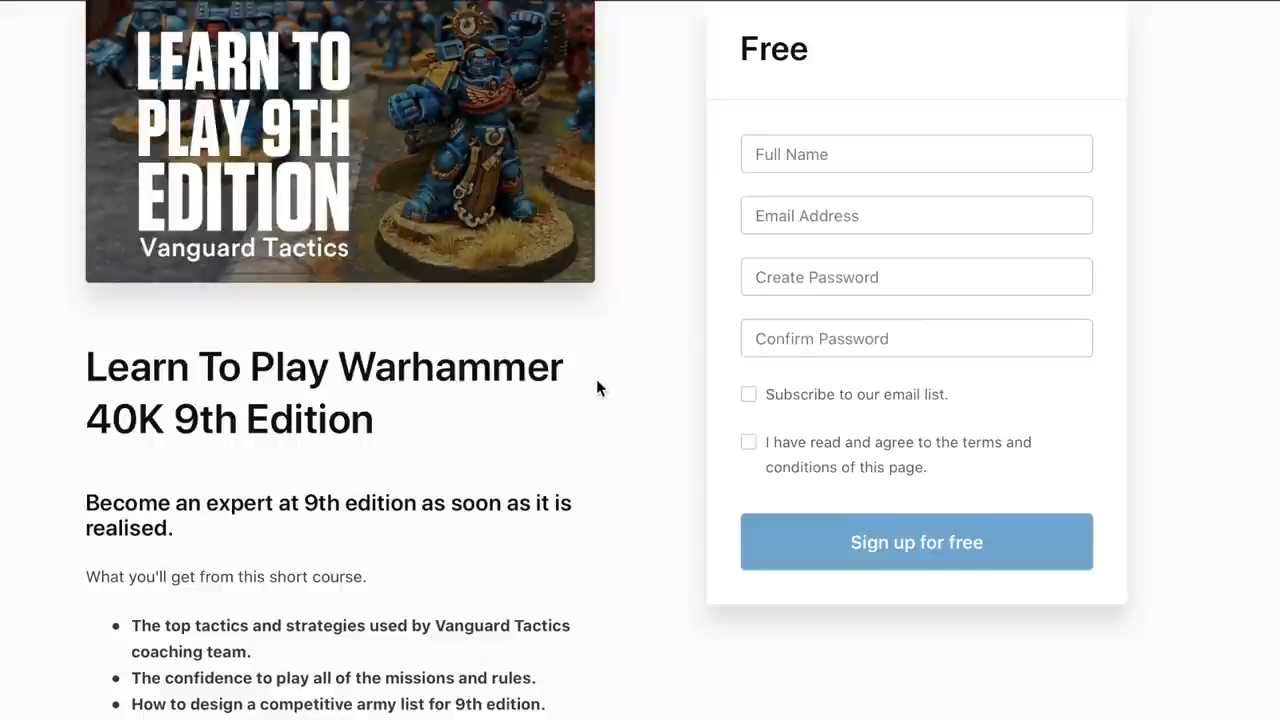 LEARN TO
PLAY 9TH
EDITION
Vanguard Tactics
Learn To Play Warhammer
40K 9th Edition
Become an expert at 9th edition as soon as it is
realised.
What you'll get from this short course.
The top tactics and strategies used by Vanguard Tactics
coaching team.
The confidence to play all of the missions and rules.
How to design a competitive army list for 9th edition.
Free
Full Name
Email Address
Create Password
Confirm Password
Subscribe to our email list.
I have read and agree to the terms and
conditions of this page.
Sign up for free